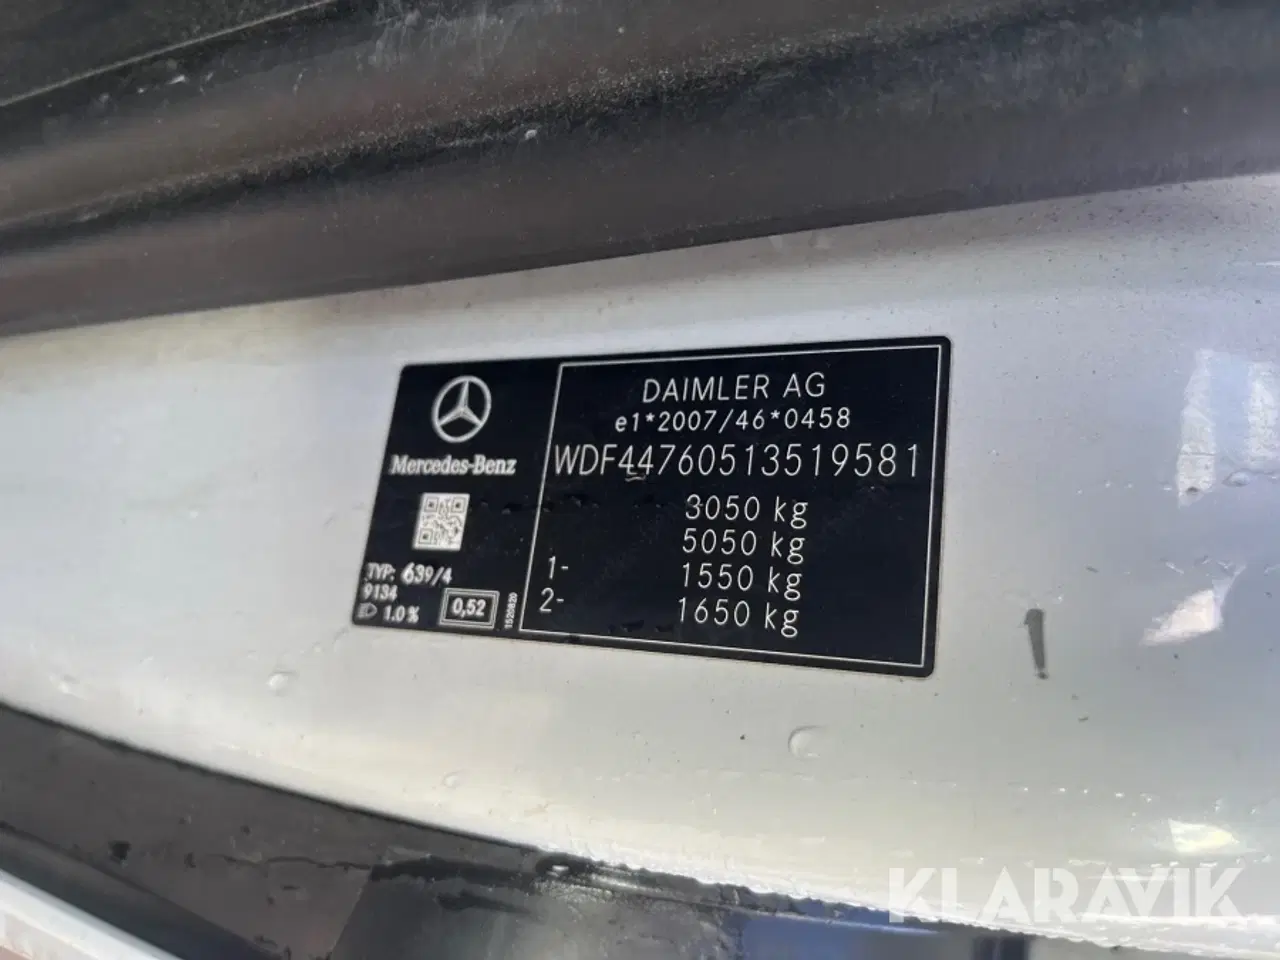 Mercedes-Benz
TYP: 639/4
9134
1.0 %
0,52
1520820
DAIMLER AG
e1*2007/46*0458
WDF44760513519581
3050 kg
5050 kg
1- 1550 kg
2- 1650 kg
KLARAVIK